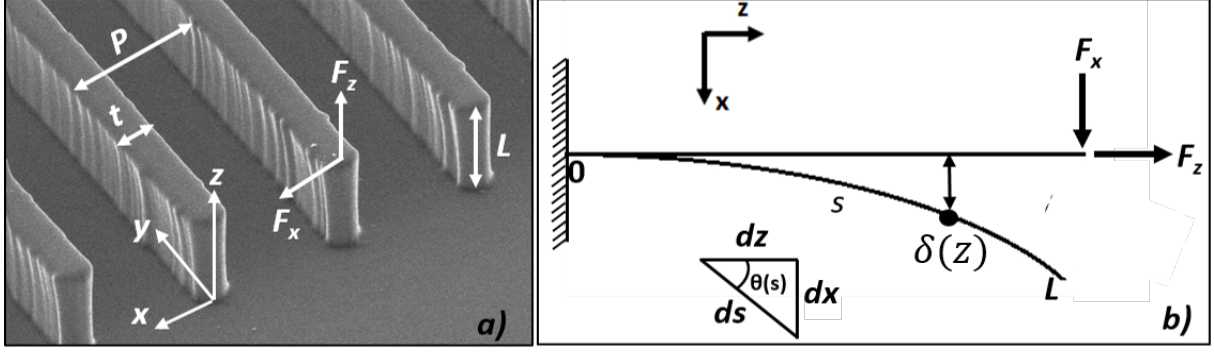 P
t
F_z
L
z
F_x
y
x
a)
z
x
F_x
0
F_z
s
δ(z)
dz
θ(s)
dx
ds
L
b)